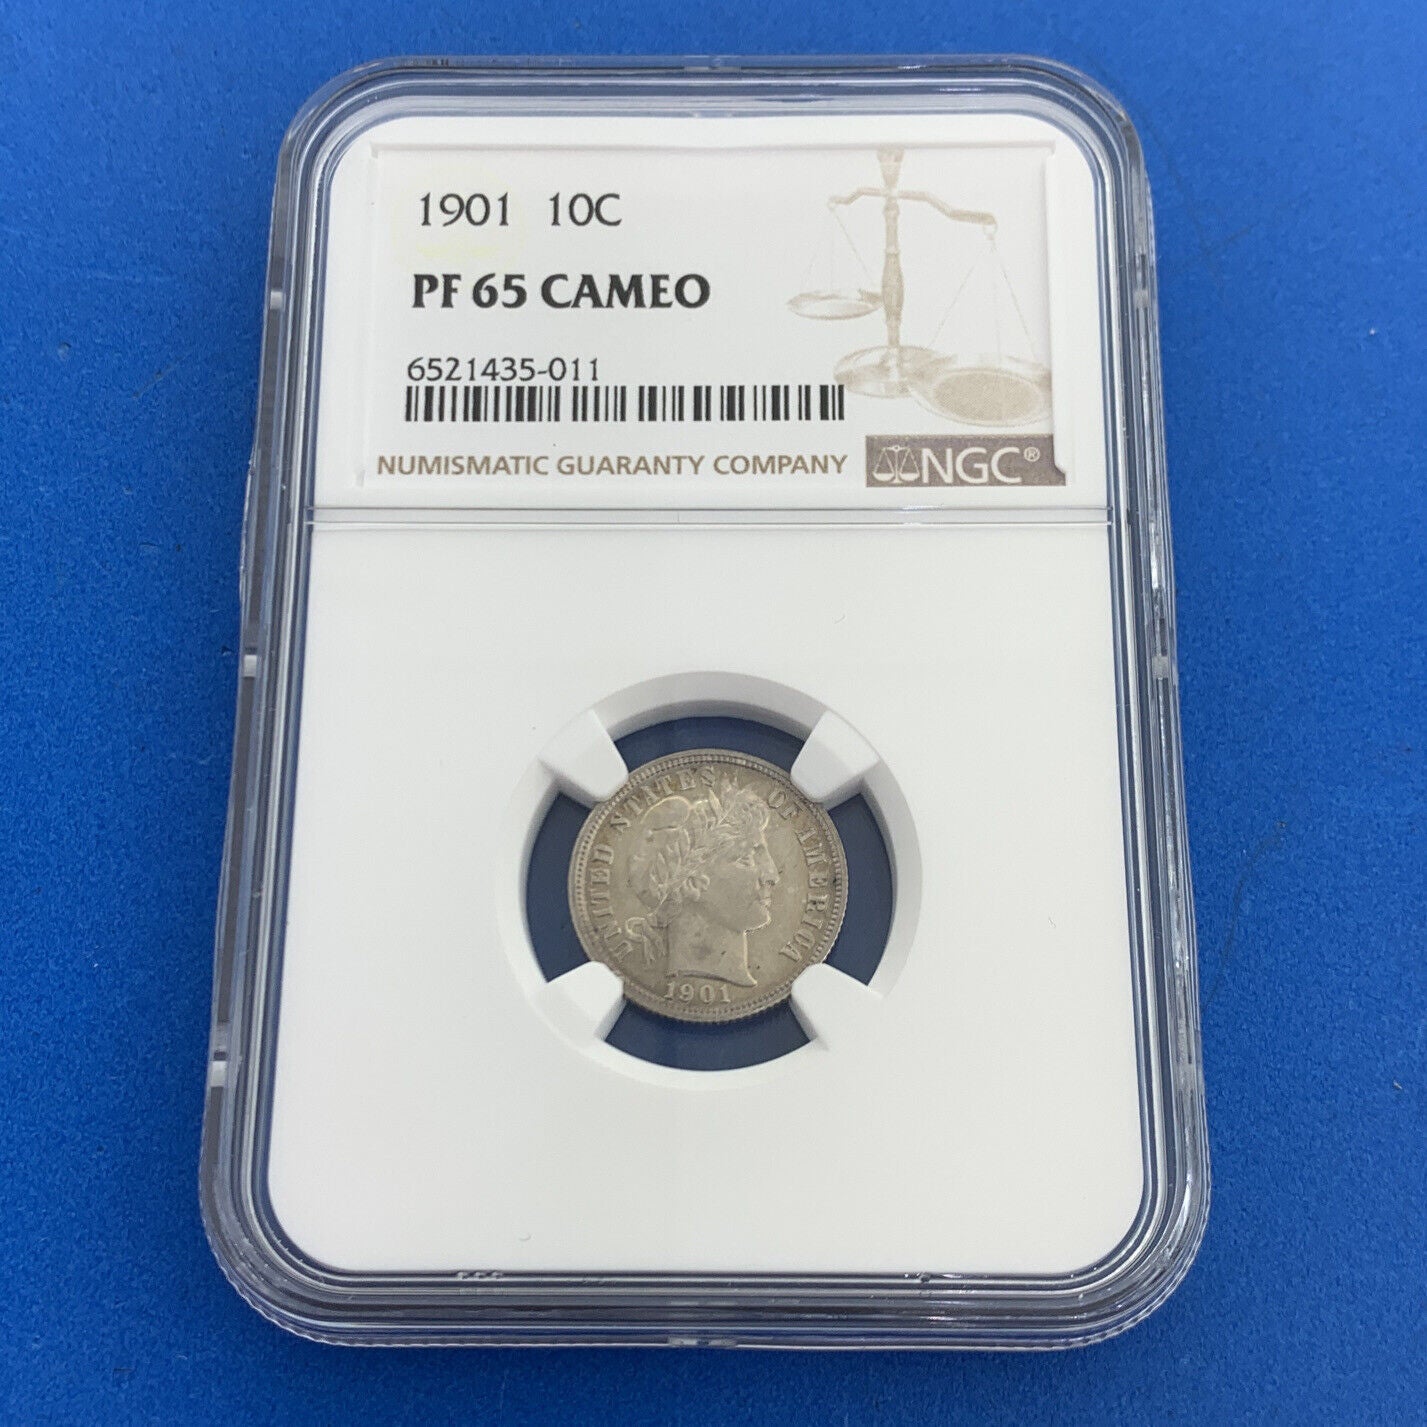 1901 10C
PF 65 CAMEO
6521435-011
NUMISMATIC GUARANTY COMPANY NGC®
UNITED STATES OF AMERICA
1901